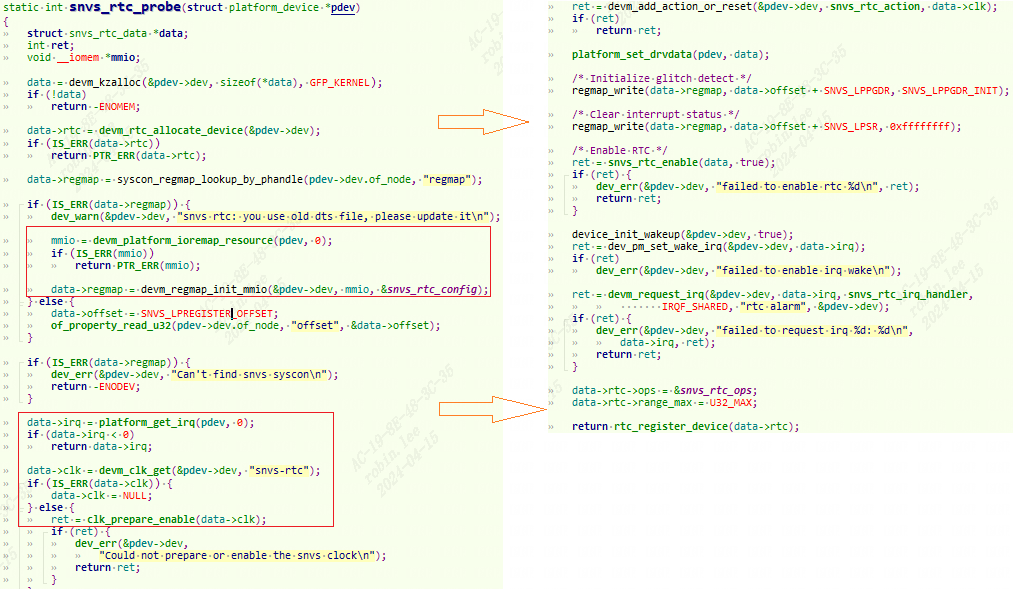 static int snvs_rtc_probe(struct platform_device *pdev)
{
struct snvs_rtc_data *data;
int ret;
void __iomem *mmio;
data = devm_kzalloc(&pdev->dev, sizeof(*data), GFP_KERNEL);
if (!data)
return -ENOMEM;
data->rtc = devm_rtc_allocate_device(&pdev->dev);
if (IS_ERR(data->rtc))
return PTR_ERR(data->rtc);
data->regmap = syscon_regmap_lookup_by_phandle(pdev->dev.of_node, "regmap");
if (IS_ERR(data->regmap)) {
dev_warn(&pdev->dev, "snvs rtc: you use old dts file, please update it\n");
mmio = devm_platform_ioremap_resource(pdev, 0);
if (IS_ERR(mmio))
return PTR_ERR(mmio);
data->regmap = devm_regmap_init_mmio(&pdev->dev, mmio, &snvs_rtc_config);
} else {
data->offset = SNVS_LPREGISTER_OFFSET;
of_property_read_u32(pdev->dev.of_node, "offset", &data->offset);
}
if (IS_ERR(data->regmap)) {
dev_err(&pdev->dev, "Can't find snvs syscon\n");
return -ENODEV;
}
data->irq = platform_get_irq(pdev, 0);
if (data->irq < 0)
return data->irq;
data->clk = devm_clk_get(&pdev->dev, "snvs-rtc");
if (IS_ERR(data->clk)) {
data->clk = NULL;
} else {
ret = clk_prepare_enable(data->clk);
if (ret) {
dev_err(&pdev->dev,
"Could not prepare or enable the snvs clock\n");
return ret;
}
ret = devm_add_action_or_reset(&pdev->dev, snvs_rtc_action, data->clk);
if (ret)
return ret;
platform_set_drvdata(pdev, data);
/* Initialize glitch detect */
regmap_write(data->regmap, data->offset + SNVS_LPPGDR, SNVS_LPPGDR_INIT);
/* Clear interrupt status */
regmap_write(data->regmap, data->offset + SNVS_LPSR, 0xffffffff);
/* Enable RTC */
ret = snvs_rtc_enable(data, true);
if (ret) {
dev_err(&pdev->dev, "failed to enable rtc %d\n", ret);
return ret;
}
device_init_wakeup(&pdev->dev, true);
ret = dev_pm_set_wake_irq(&pdev->dev, data->irq);
if (ret)
dev_err(&pdev->dev, "failed to enable irq wake\n");
ret = devm_request_irq(&pdev->dev, data->irq, snvs_rtc_irq_handler,
IRQF_SHARED, "rtc alarm", &pdev->dev);
if (ret) {
dev_err(&pdev->dev, "failed to request irq %d: %d\n",
data->irq, ret);
return ret;
}
data->rtc->ops = &snvs_rtc_ops;
data->rtc->range_max = U32_MAX;
return rtc_register_device(data->rtc);